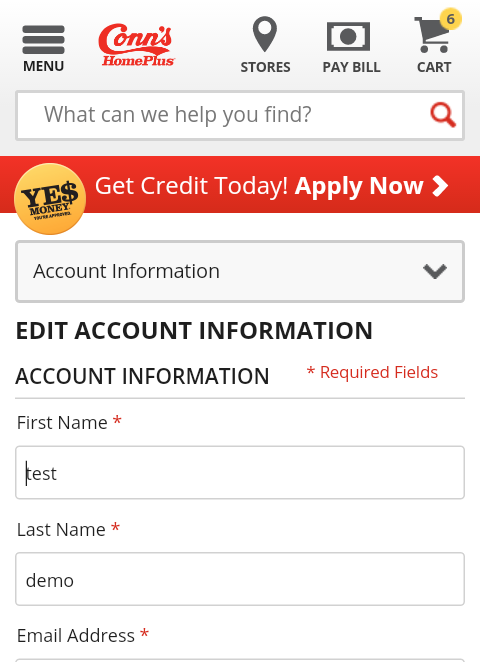 MENU
Conn's
HomePlus
STORES
PAY BILL
6
CART
What can we help you find?
YE$
MONEY
YOU'RE APPROVED
Get Credit Today! Apply Now
Account Information
EDIT ACCOUNT INFORMATION
ACCOUNT INFORMATION
* Required Fields
First Name *
test
Last Name *
demo
Email Address *